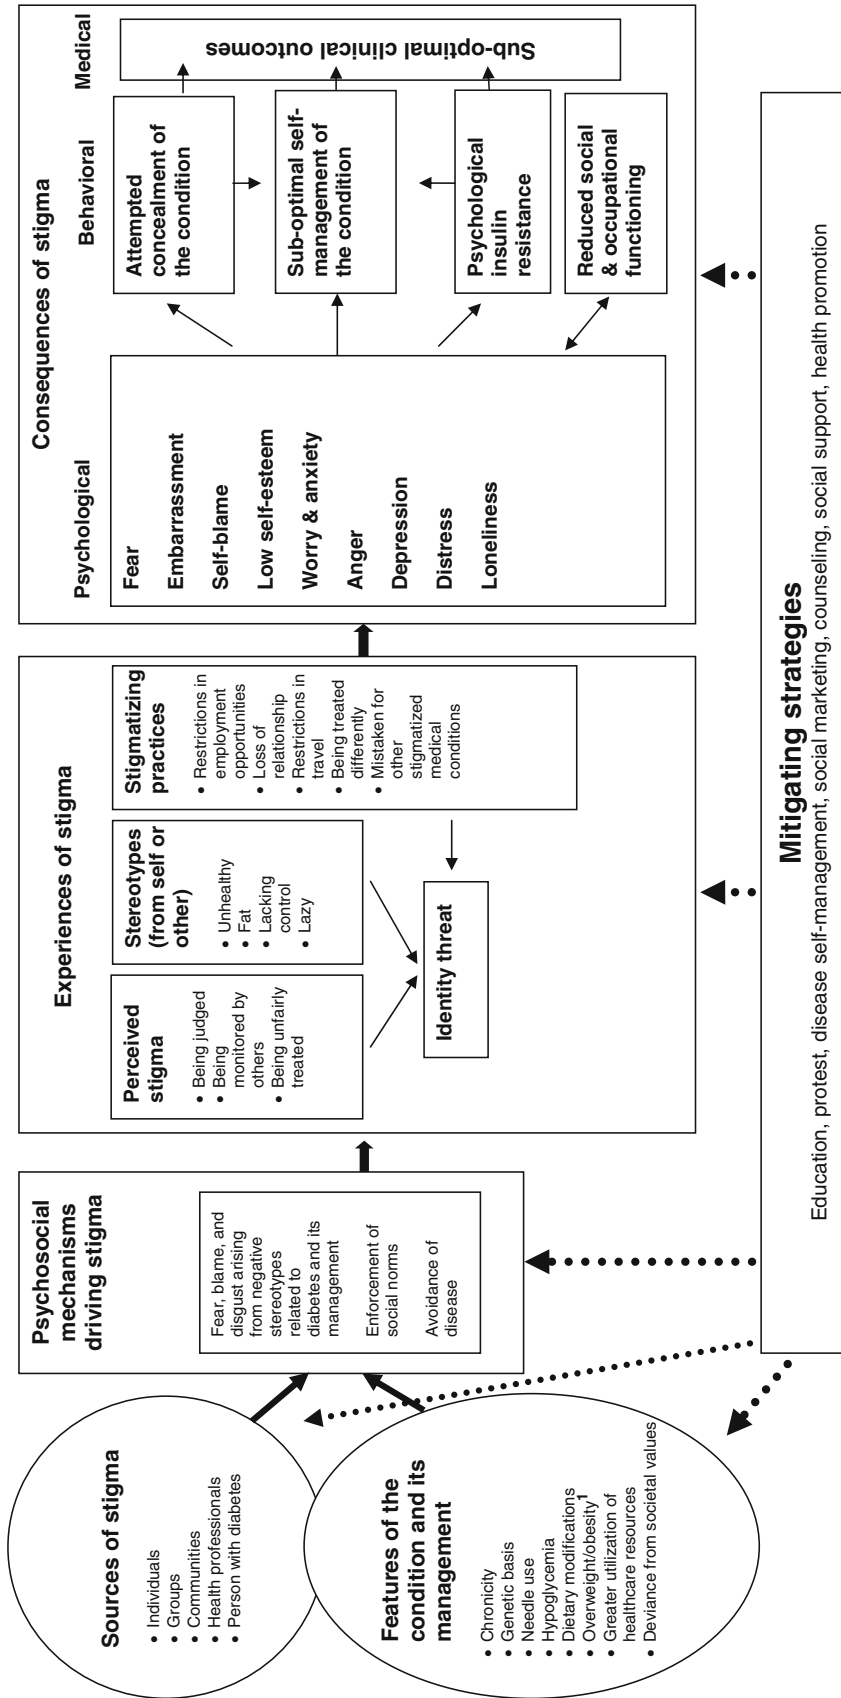 Sources of stigma
• Individuals
• Groups
• Communities
• Health professionals
• Person with diabetes
Features of the
condition and its
management
• Chronicity
• Genetic basis
• Needle use
• Hypoglycemia
• Dietary modifications
• Overweight/obesity1
• Greater utilization of
healthcare resources
• Deviance from societal values
Psychosocial
mechanisms
driving stigma
Fear, blame, and
disgust arising
from negative
stereotypes
related to
diabetes and its
management
Enforcement of
social norms
Avoidance of
disease
Experiences of stigma
Perceived
stigma
• Being judged
• Being
monitored by
others
• Being unfairly
treated
Stereotypes
(from self or
other)
• Unhealthy
• Fat
• Lacking
control
• Lazy
Stigmatizing
practices
• Restrictions in
employment
opportunities
• Loss of
relationship
• Restrictions in
travel
• Being treated
differently
• Mistaken for
other
stigmatized
medical
conditions
Identity threat
Consequences of stigma
Psychological
Fear
Embarrassment
Self-blame
Low self-esteem
Worry & anxiety
Anger
Depression
Distress
Loneliness
Behavioral
Attempted
concealment of
the condition
Sub-optimal self-
management of
the condition
Psychological
insulin
resistance
Reduced social
& occupational
functioning
Medical
Sub-optimal clinical outcomes
Mitigating strategies
Education, protest, disease self-management, social marketing, counseling, social support, health promotion